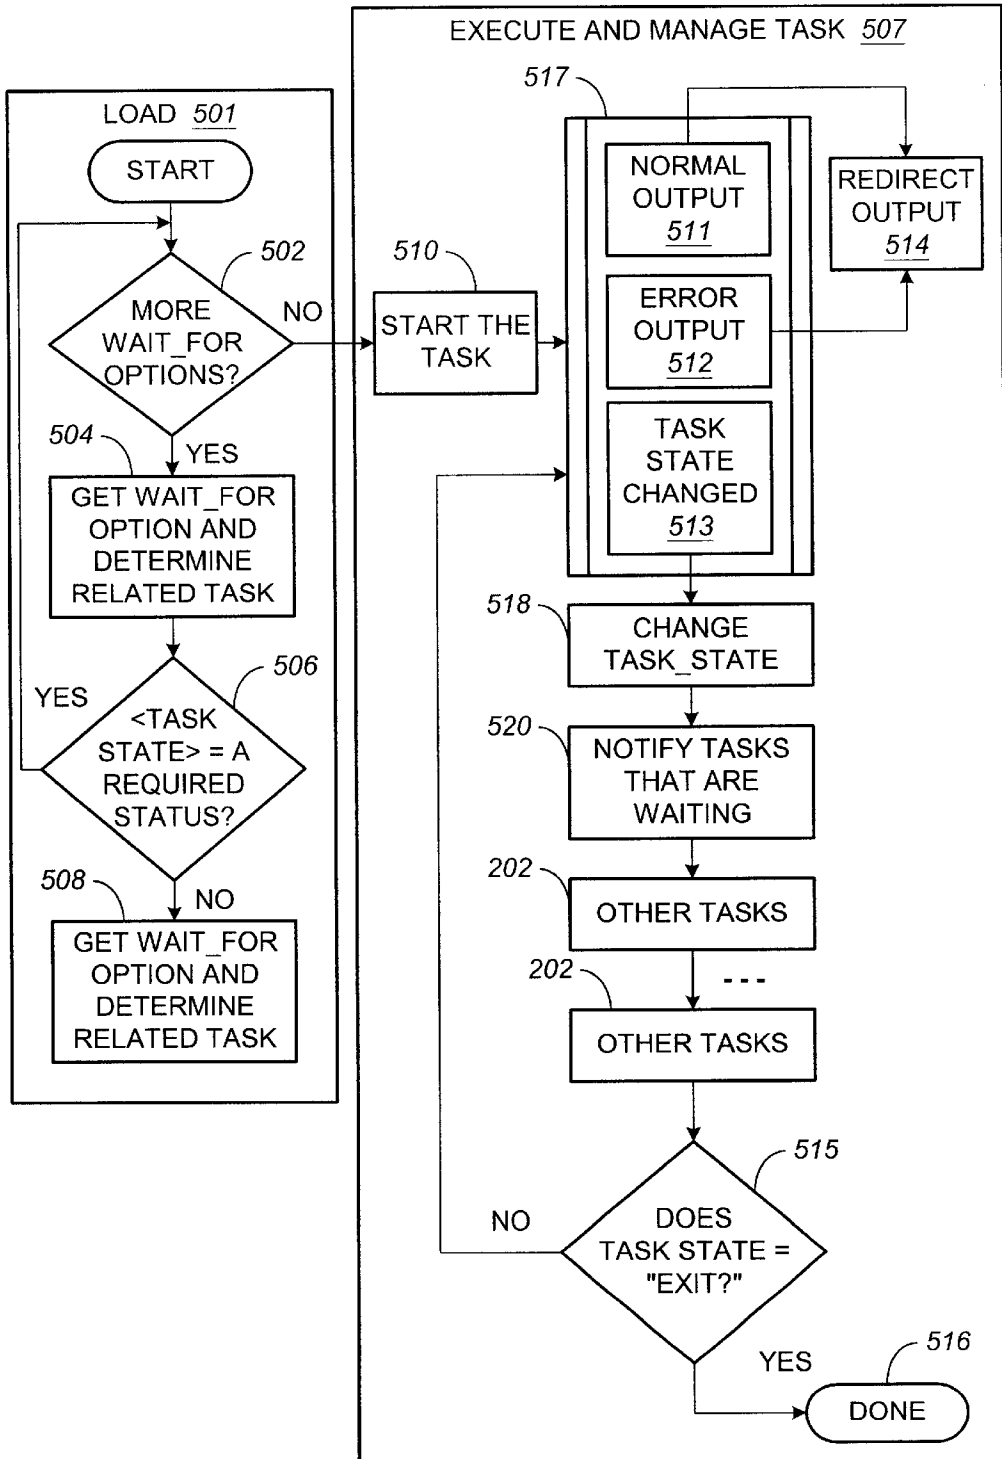 LOAD 501
START
502
MORE
WAIT_FOR
OPTIONS?
NO
YES
504
GET WAIT_FOR
OPTION AND
DETERMINE
RELATED TASK
506
YES
<TASK
STATE> = A
REQUIRED
STATUS?
NO
508
GET WAIT_FOR
OPTION AND
DETERMINE
RELATED TASK
EXECUTE AND MANAGE TASK 507
510
START THE
TASK
517
NORMAL
OUTPUT
511
ERROR
OUTPUT
512
TASK
STATE
CHANGED
513
REDIRECT
OUTPUT
514
518
CHANGE
TASK_STATE
520
NOTIFY TASKS
THAT ARE
WAITING
202
OTHER TASKS
202
---
OTHER TASKS
515
NO
DOES
TASK STATE =
"EXIT?"
YES
516
DONE